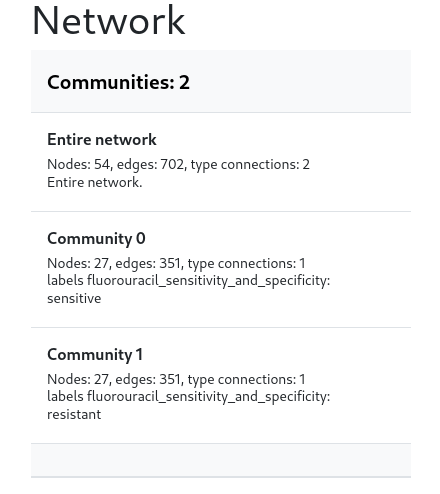 Network
Communities: 2
Entire network
Nodes: 54, edges: 702, type connections: 2
Entire network.
Community 0
Nodes: 27, edges: 351, type connections: 1
labels fluorouracil_sensitivity_and_specificity:
sensitive
Community 1
Nodes: 27, edges: 351, type connections: 1
labels fluorouracil_sensitivity_and_specificity:
resistant